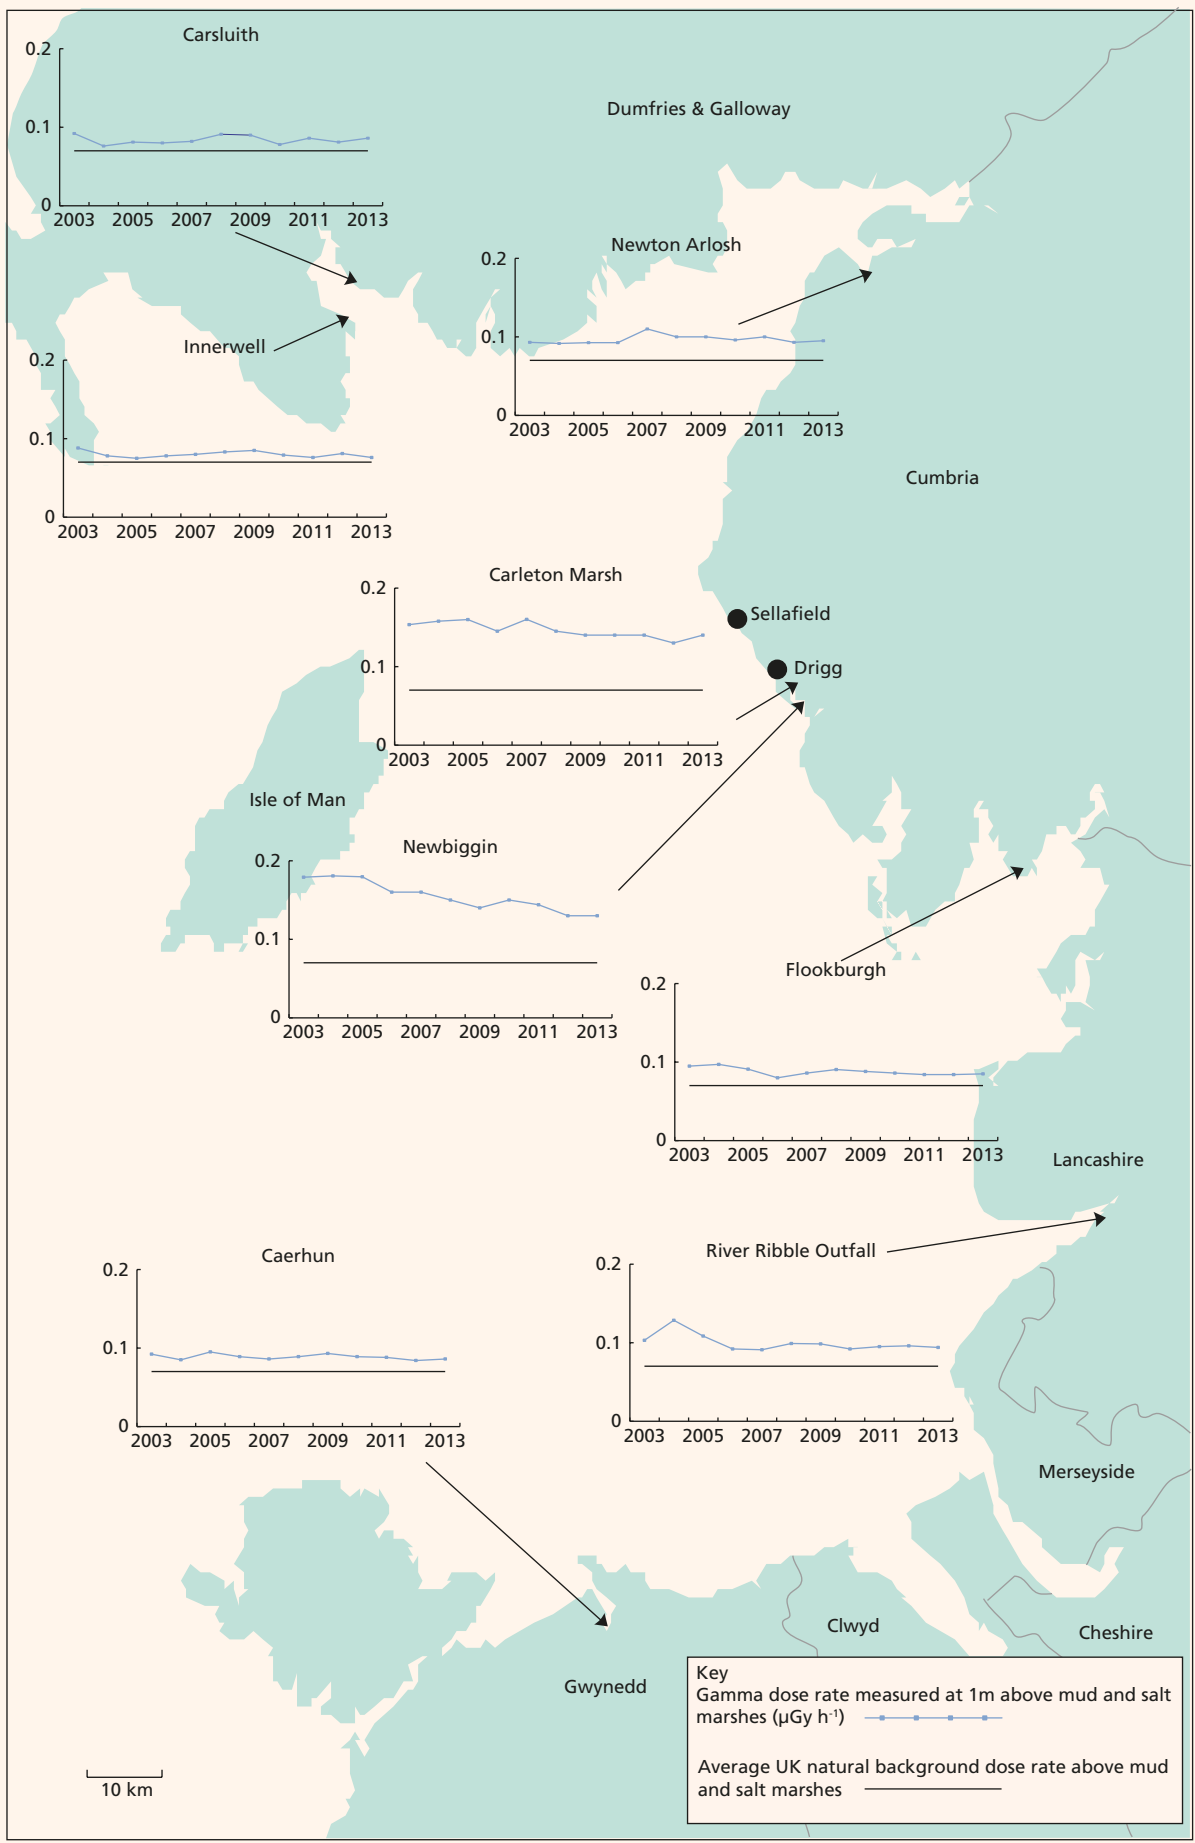 Carsluith
0.2
0.1
0
2003 2005 2007 2009 2011 2013
Dumfries & Galloway
Newton Arlosh
0.2
0.1
0
2003 2005 2007 2009 2011 2013
Innerwell
0.2
0.1
0
2003 2005 2007 2009 2011 2013
Cumbria
Carleton Marsh
0.2
0.1
0
2003 2005 2007 2009 2011 2013
Sellafield
Drigg
Isle of Man
Newbiggin
0.2
0.1
0
2003 2005 2007 2009 2011 2013
Flookburgh
0.2
0.1
0
2003 2005 2007 2009 2011 2013
Lancashire
Caerhun
0.2
0.1
0
2003 2005 2007 2009 2011 2013
River Ribble Outfall
0.2
0.1
0
2003 2005 2007 2009 2011 2013
Merseyside
Clwyd
Cheshire
Gwynedd
Key
Gamma dose rate measured at 1m above mud and salt
marshes (µGy h⁻¹)
Average UK natural background dose rate above mud
and salt marshes
10 km